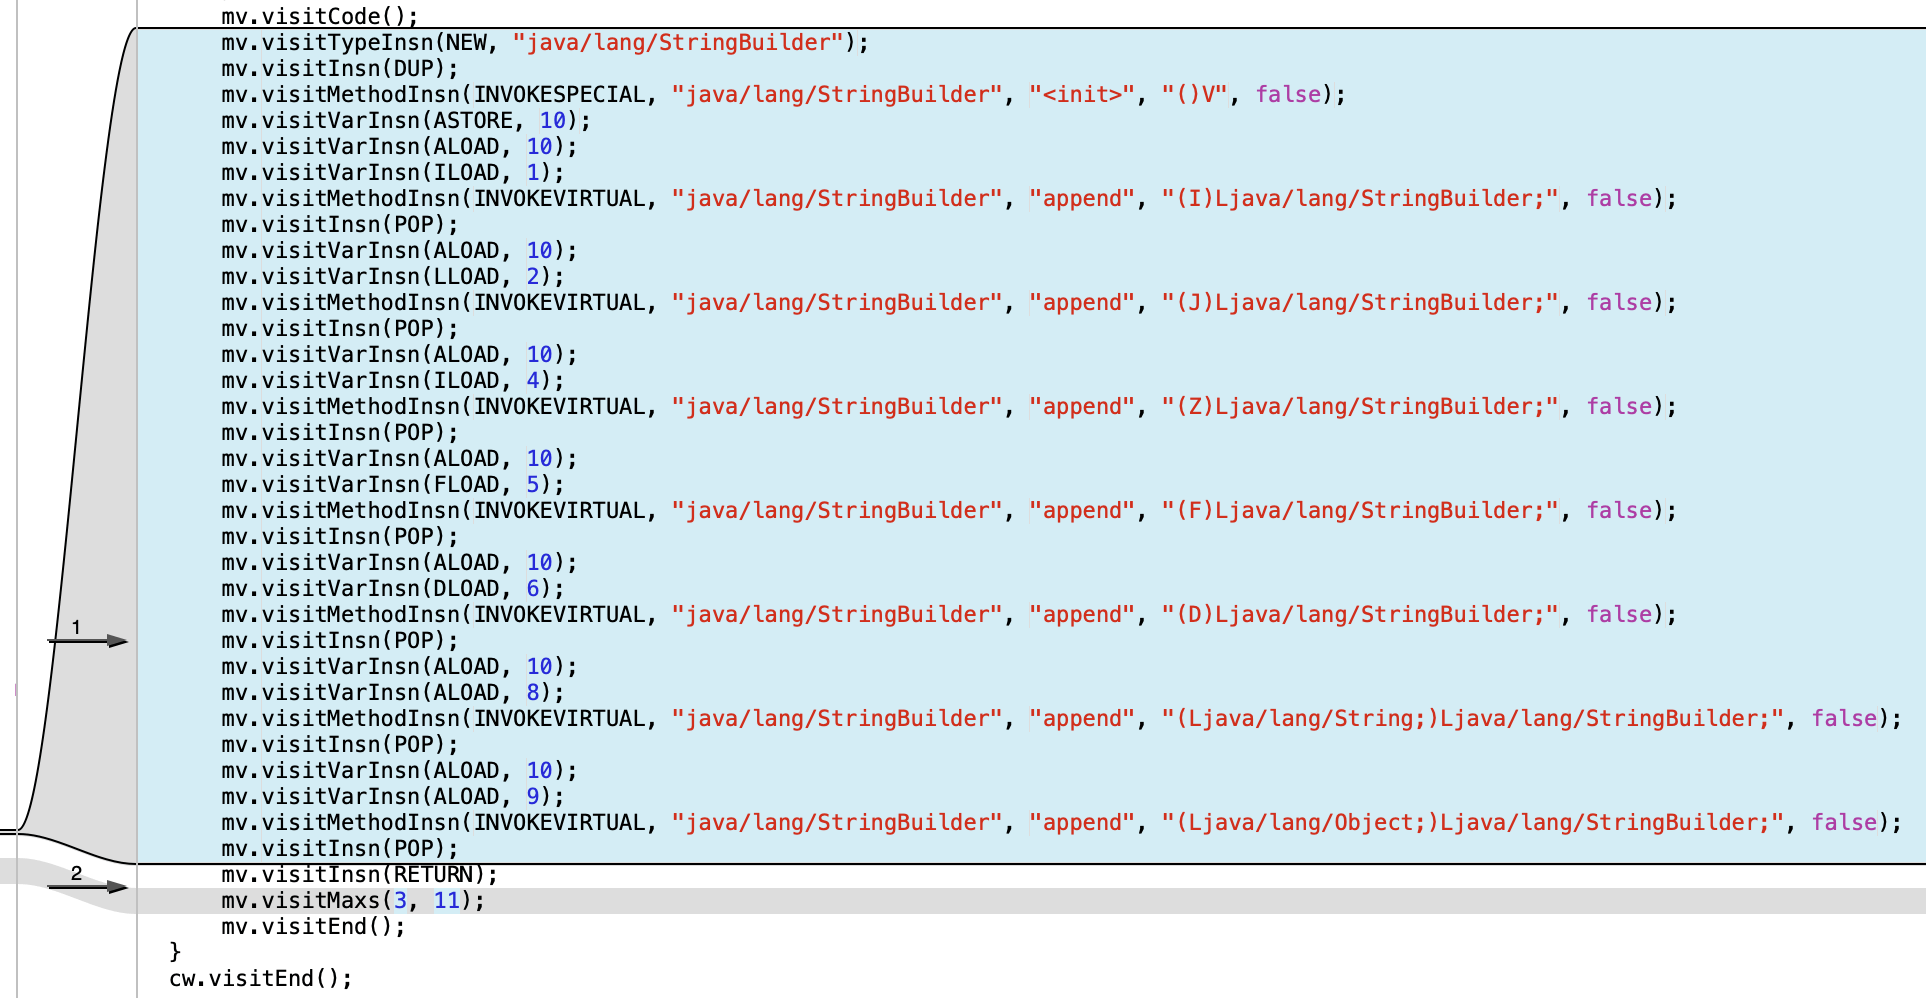 mv.visitCode();
mv.visitTypeInsn(NEW, "java/lang/StringBuilder");
mv.visitInsn(DUP);
mv.visitMethodInsn(INVOKESPECIAL, "java/lang/StringBuilder", "<init>", "()V", false);
mv.visitVarInsn(ASTORE, 10);
mv.visitVarInsn(ALOAD, 10);
mv.visitVarInsn(ILOAD, 1);
mv.visitMethodInsn(INVOKEVIRTUAL, "java/lang/StringBuilder", "append", "(I)Ljava/lang/StringBuilder;", false);
mv.visitInsn(POP);
mv.visitVarInsn(ALOAD, 10);
mv.visitVarInsn(LLOAD, 2);
mv.visitMethodInsn(INVOKEVIRTUAL, "java/lang/StringBuilder", "append", "(J)Ljava/lang/StringBuilder;", false);
mv.visitInsn(POP);
mv.visitVarInsn(ALOAD, 10);
mv.visitVarInsn(ILOAD, 4);
mv.visitMethodInsn(INVOKEVIRTUAL, "java/lang/StringBuilder", "append", "(Z)Ljava/lang/StringBuilder;", false);
mv.visitInsn(POP);
mv.visitVarInsn(ALOAD, 10);
mv.visitVarInsn(FLOAD, 5);
mv.visitMethodInsn(INVOKEVIRTUAL, "java/lang/StringBuilder", "append", "(F)Ljava/lang/StringBuilder;", false);
mv.visitInsn(POP);
mv.visitVarInsn(ALOAD, 10);
mv.visitVarInsn(DLOAD, 6);
mv.visitMethodInsn(INVOKEVIRTUAL, "java/lang/StringBuilder", "append", "(D)Ljava/lang/StringBuilder;", false);
1
mv.visitInsn(POP);
mv.visitVarInsn(ALOAD, 10);
mv.visitVarInsn(ALOAD, 8);
mv.visitMethodInsn(INVOKEVIRTUAL, "java/lang/StringBuilder", "append", "(Ljava/lang/String;)Ljava/lang/StringBuilder;", false);
mv.visitInsn(POP);
mv.visitVarInsn(ALOAD, 10);
mv.visitVarInsn(ALOAD, 9);
mv.visitMethodInsn(INVOKEVIRTUAL, "java/lang/StringBuilder", "append", "(Ljava/lang/Object;)Ljava/lang/StringBuilder;", false);
mv.visitInsn(POP);
2
mv.visitInsn(RETURN);
mv.visitMaxs(3, 11);
mv.visitEnd();
}
cw.visitEnd();